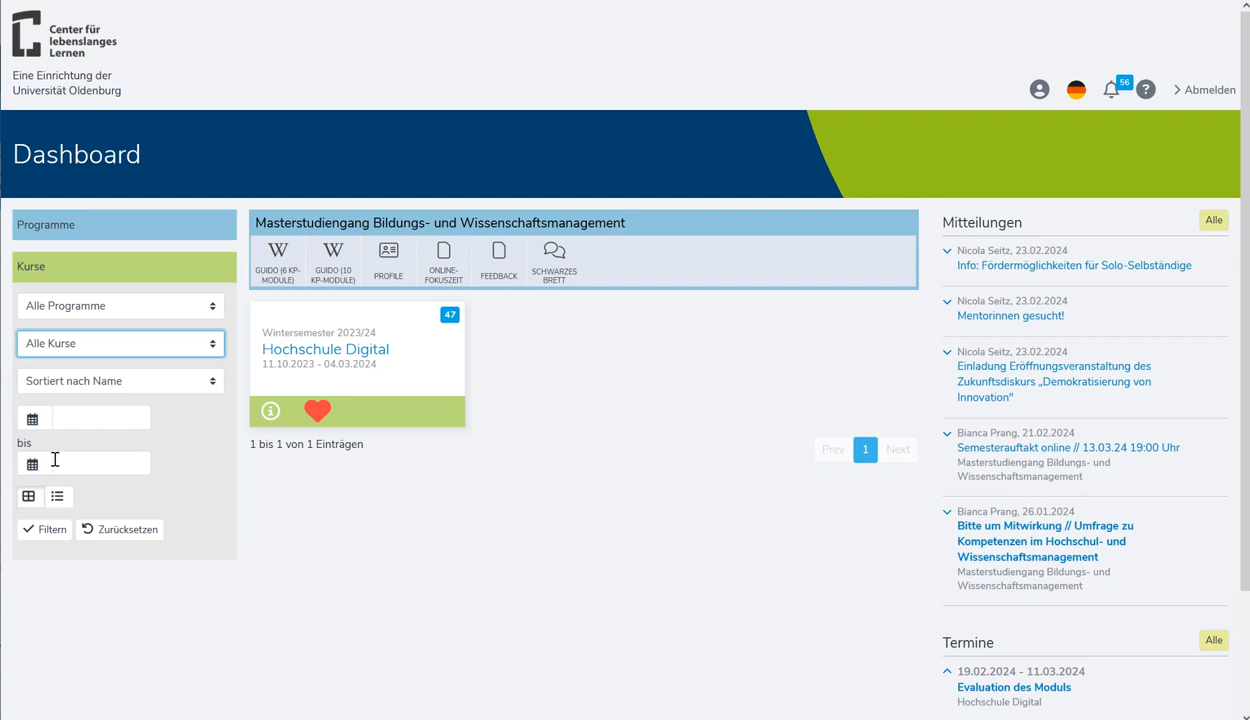 Center für
lebenslanges
Lernen
Eine Einrichtung der
Universität Oldenburg
56
?
Abmelden
Dashboard
Programme
Kurse
Alle Programme
Alle Kurse
Sortiert nach Name
bis
Filtern
Zurücksetzen
Masterstudiengang Bildungs- und Wissenschaftsmanagement
GUIDO (6 KP-
MODULE)
GUIDO (10
KP-MODULE)
PROFILE
ONLINE-
FOKUSZEIT
FEEDBACK
SCHWARZES
BRETT
47
Wintersemester 2023/24
Hochschule Digital
11.10.2023 - 04.03.2024
1 bis 1 von 1 Einträgen
Prev 1 Next
Mitteilungen
Alle
Nicola Seitz, 23.02.2024
Info: Fördermöglichkeiten für Solo-Selbständige
Nicola Seitz, 23.02.2024
Mentorinnen gesucht!
Nicola Seitz, 23.02.2024
Einladung Eröffnungsveranstaltung des
Zukunftsdiskurs „Demokratisierung von
Innovation"
Bianca Prang, 21.02.2024
Semesterauftakt online // 13.03.24 19:00 Uhr
Masterstudiengang Bildungs- und
Wissenschaftsmanagement
Bianca Prang, 26.01.2024
Bitte um Mitwirkung // Umfrage zu
Kompetenzen im Hochschul- und
Wissenschaftsmanagement
Masterstudiengang Bildungs- und
Wissenschaftsmanagement
Termine
Alle
19.02.2024 - 11.03.2024
Evaluation des Moduls
Hochschule Digital